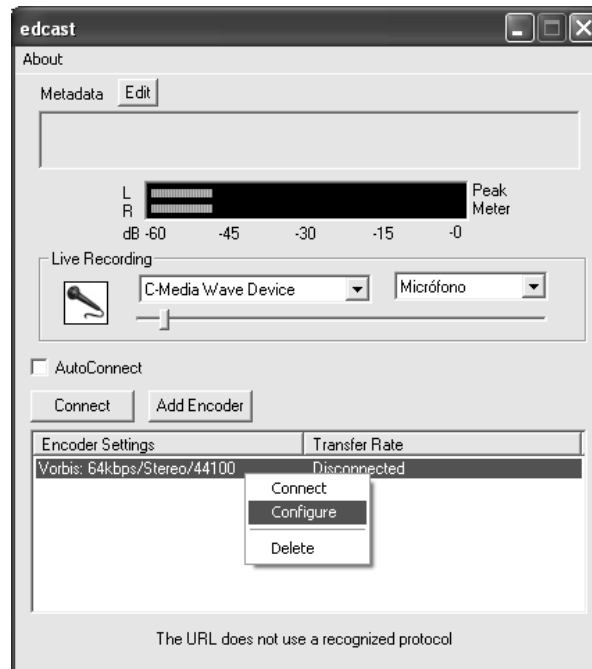 edcast
About
Metadata Edit
L
R
Peak
Meter
dB -60 -45 -30 -15 -0
Live Recording
C-Media Wave Device Micrófono
AutoConnect
Connect Add Encoder
Encoder Settings Transfer Rate
Vorbis: 64kbps/Stereo/44100 Disconnected
Connect
Configure
Delete
The URL does not use a recognized protocol